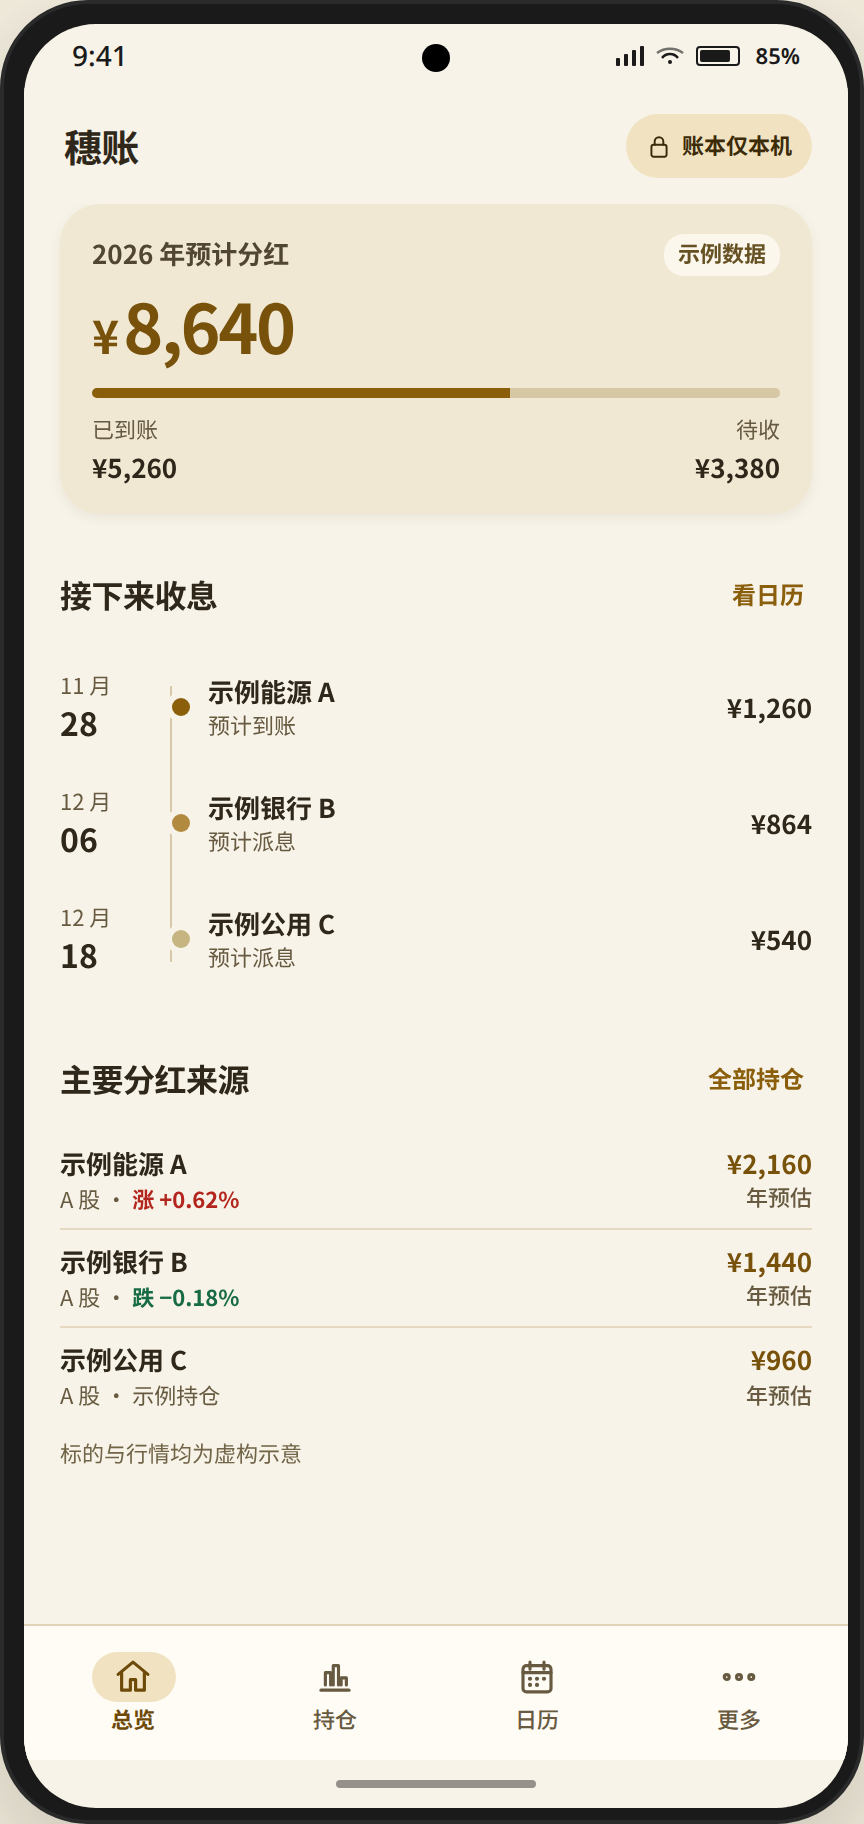 9:41
85%
穗账
账本仅本机
2026 年预计分红
示例数据
¥8,640
已到账
待收
¥5,260
¥3,380
接下来收息
看日历
11 月
28
示例能源 A
预计到账
¥1,260
12 月
06
示例银行 B
预计派息
¥864
12 月
18
示例公用 C
预计派息
¥540
主要分红来源
全部持仓
示例能源 A
¥2,160
A 股 · 涨 +0.62%
年预估
示例银行 B
¥1,440
A 股 · 跌 −0.18%
年预估
示例公用 C
¥960
A 股 · 示例持仓
年预估
标的与行情均为虚构示意
总览
持仓
日历
更多